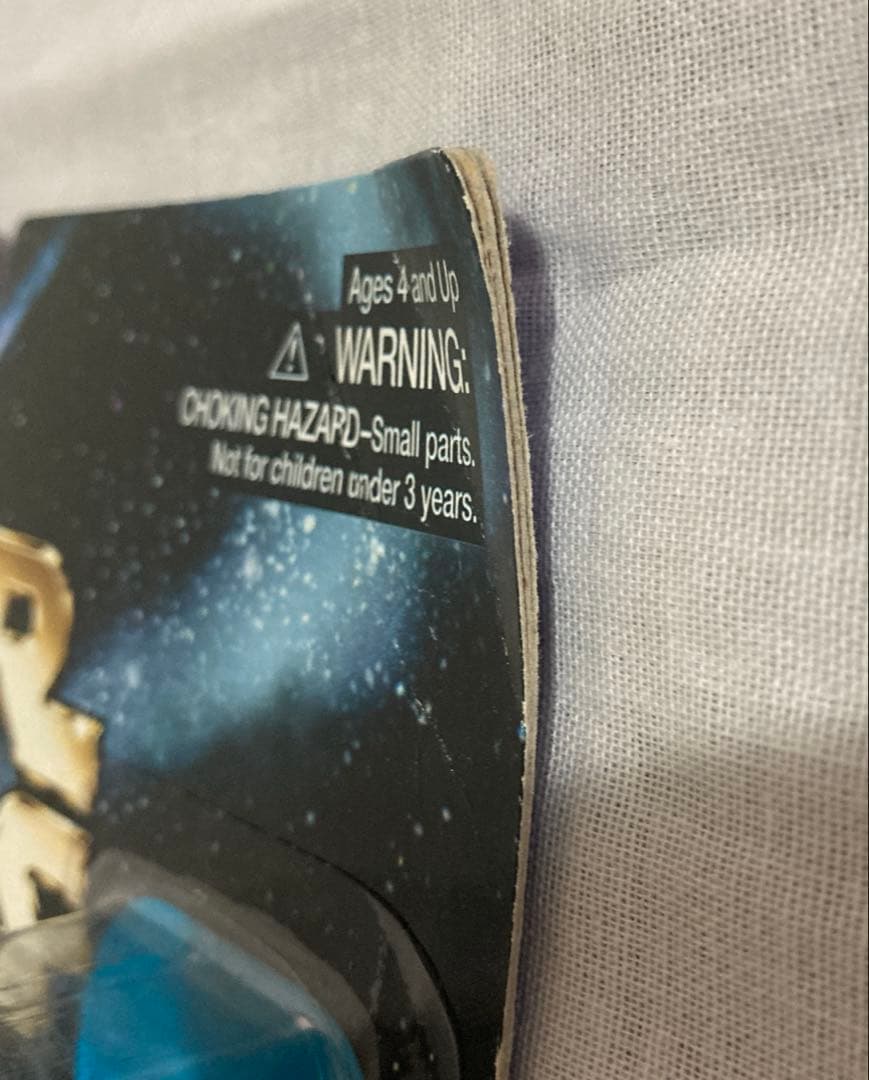 Ages 4 and Up
WARNING:
CHOKING HAZARD–Small parts.
Not for children under 3 years.